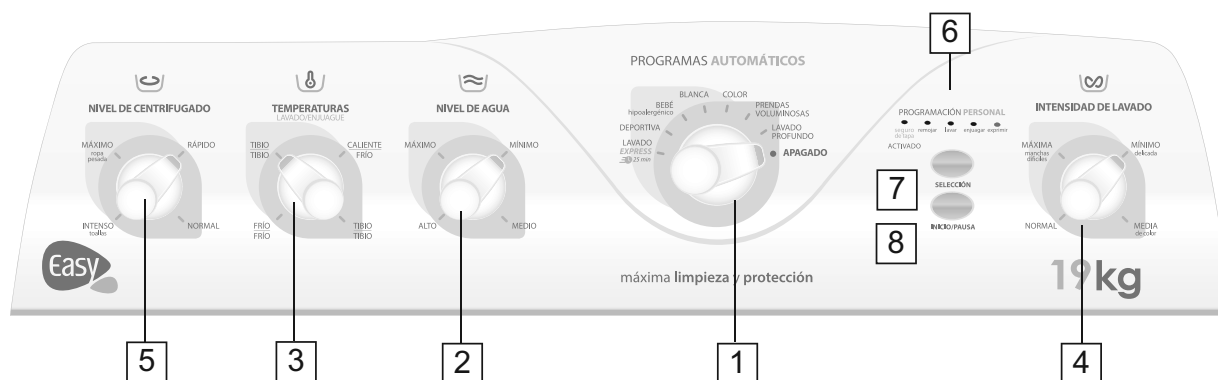 6
PROGRAMAS AUTOMÁTICOS
NIVEL DE CENTRIFUGADO
MÁXIMO
ropa
pesada
RÁPIDO
INTENSO
toallas
NORMAL
TEMPERATURAS
LAVADO/ENJUAGUE
TIBIO
TIBIO
CALIENTE
FRÍO
FRÍO
FRÍO
TIBIO
TIBIO
NIVEL DE AGUA
MÁXIMO
MÍNIMO
ALTO
MEDIO
BLANCA
COLOR
BEBÉ
hipoalergénico
PRENDAS
VOLUMINOSAS
DEPORTIVA
LAVADO
PROFUNDO
LAVADO
EXPRESS
25 min
APAGADO
PROGRAMACIÓN PERSONAL
seguro
de tapa
remojar
lavar
enjuagar
exprimir
ACTIVADO
SELECCIÓN
INICIO/PAUSA
7
8
INTENSIDAD DE LAVADO
MÁXIMA
manchas
difíciles
MÍNIMO
delicada
NORMAL
MEDIA
de color
Easy
máxima limpieza y protección
19kg
5
3
2
1
4